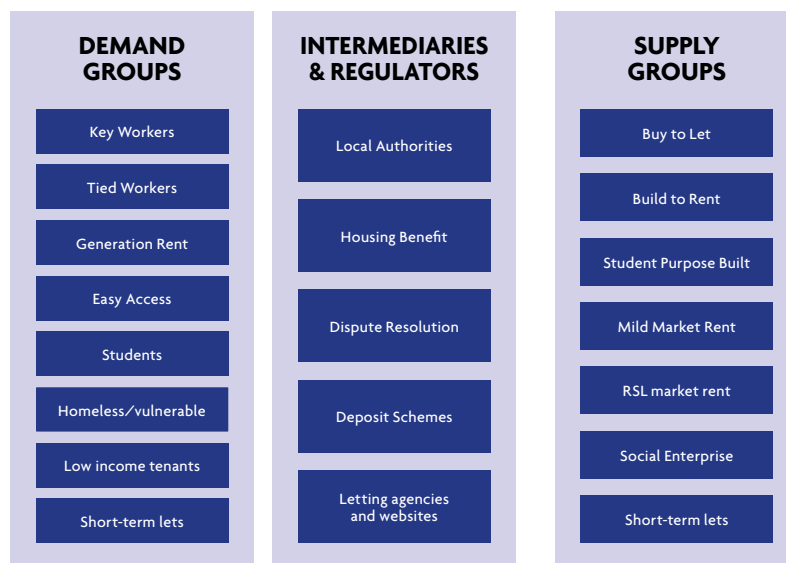 DEMAND
GROUPS
Key Workers
Tied Workers
Generation Rent
Easy Access
Students
Homeless/vulnerable
Low income tenants
Short-term lets
INTERMEDIARIES
& REGULATORS
Local Authorities
Housing Benefit
Dispute Resolution
Deposit Schemes
Letting agencies
and websites
SUPPLY
GROUPS
Buy to Let
Build to Rent
Student Purpose Built
Mild Market Rent
RSL market rent
Social Enterprise
Short-term lets